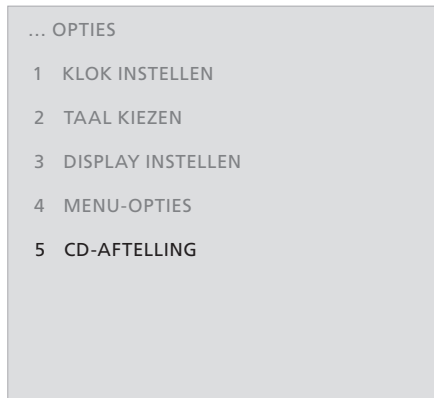 ... OPTIES
1 KLOK INSTELLEN
2 TAAL KIEZEN
3 DISPLAY INSTELLEN
4 MENU-OPTIES
5 CD-AFTELLING